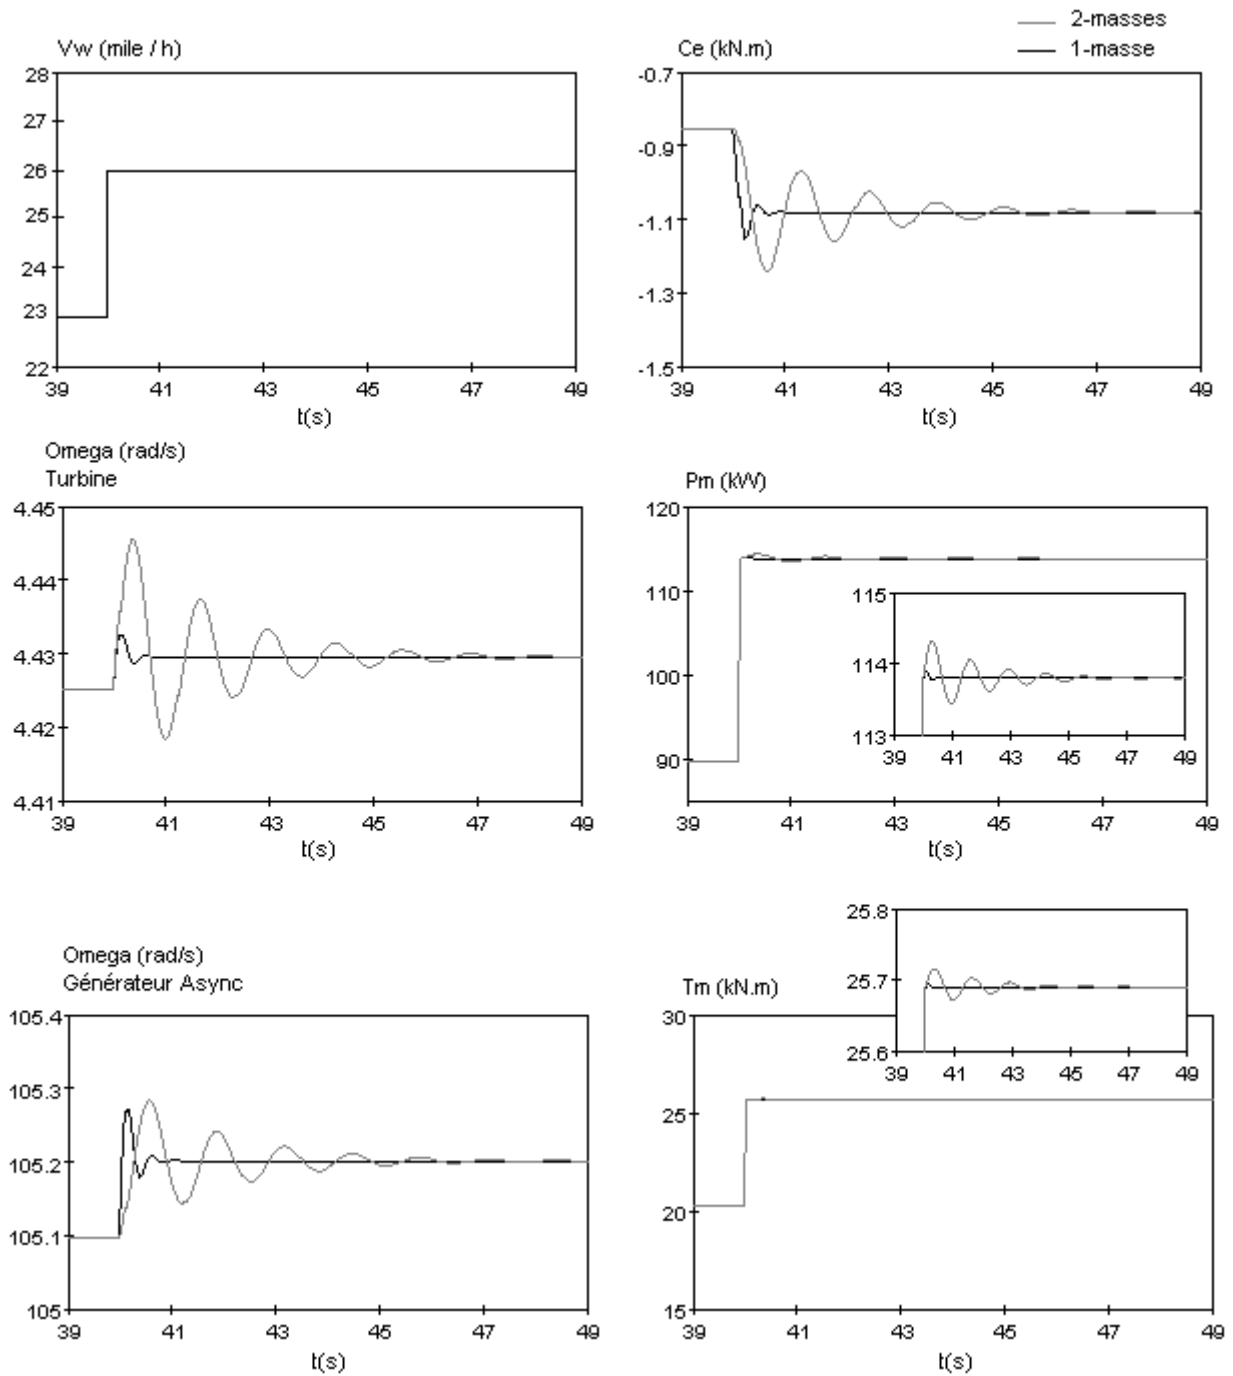 2-masses
1-masse
Vw (mile / h)
28
27
26
25
24
23
22
39 41 43 45 47 49
t(s)
Ce (kN.m)
-0.7
-0.9
-1.1
-1.3
-1.5
39 41 43 45 47 49
t(s)
Omega (rad/s)
Turbine
4.45
4.44
4.43
4.42
4.41
39 41 43 45 47 49
t(s)
Pm (kW)
120
110
100
90
39 41 43 45 47 49
t(s)
115
114
113
39 41 43 45 47 49
Omega (rad/s)
Générateur Async
105.4
105.3
105.2
105.1
105
39 41 43 45 47 49
t(s)
Tm (kN.m)
30
25
20
15
39 41 43 45 47 49
t(s)
25.8
25.7
25.6
39 41 43 45 47 49